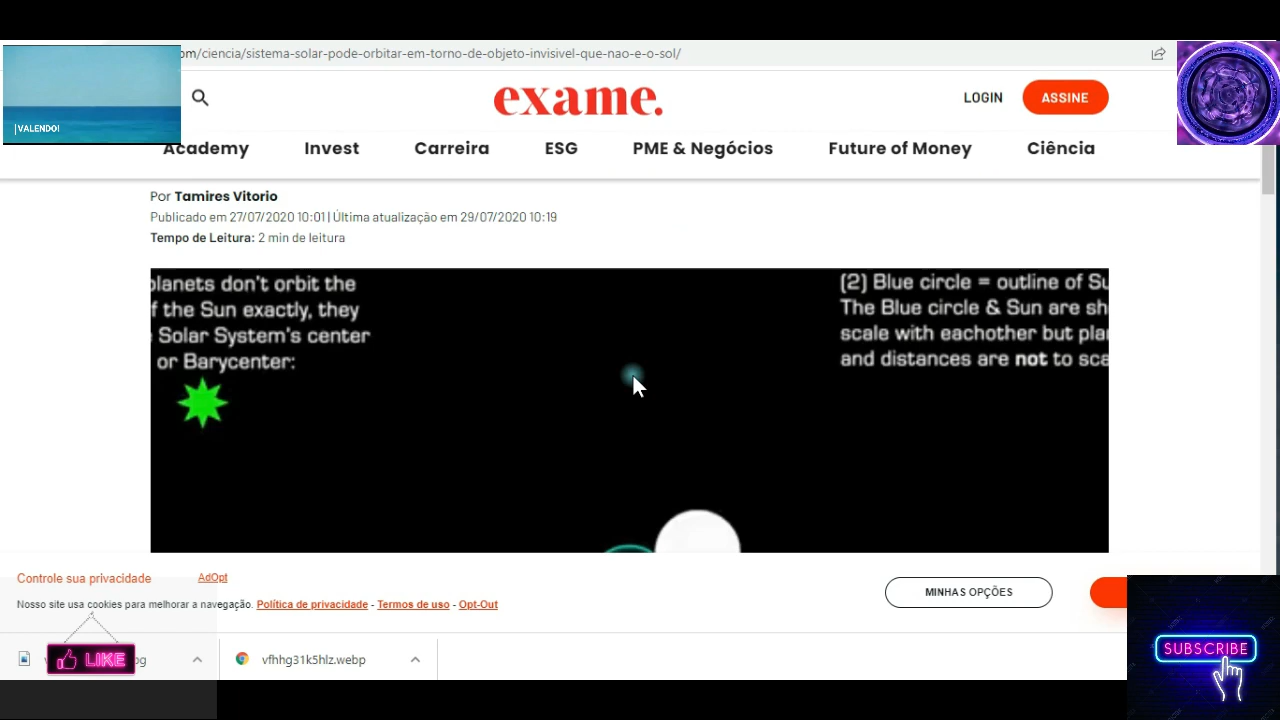 om/ciencia/sistema-solar-pode-orbitar-em-torno-de-objeto-invisivel-que-nao-e-o-sol/
VALENDO!
exame.
LOGIN
ASSINE
Academy Invest Carreira ESG PME & Negócios Future of Money Ciência
Por Tamires Vitorio
Publicado em 27/07/2020 10:01 | Última atualização em 29/07/2020 10:19
Tempo de Leitura: 2 min de leitura
planets don't orbit the
f the Sun exactly, they
Solar System's center
or Barycenter:
(2) Blue circle = outline of Su
The Blue circle & Sun are sh
scale with eachother but pla
and distances are not to sca
Controle sua privacidade AdOpt
Nosso site usa cookies para melhorar a navegação. Política de privacidade - Termos de uso - Opt-Out
MINHAS OPÇÕES
LIKE
vfhhg31k5hlz.webp
SUBSCRIBE